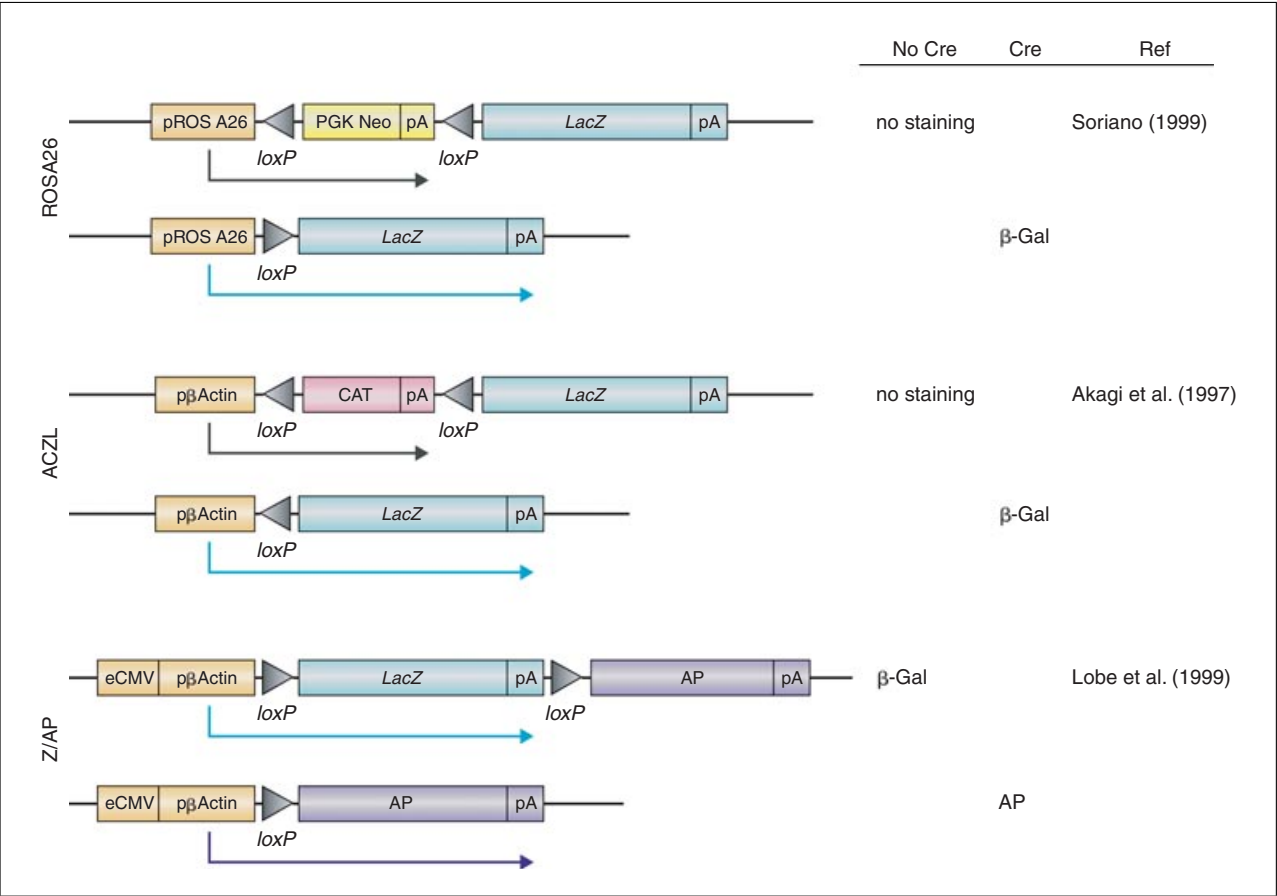 No Cre Cre Ref
ROSA26
pROS A26 PGK Neo pA LacZ pA no staining Soriano (1999)
loxP loxP
pROS A26 LacZ pA β-Gal
loxP
ACZL
pβActin CAT pA LacZ pA no staining Akagi et al. (1997)
loxP loxP
pβActin LacZ pA β-Gal
loxP
Z/AP
eCMV pβActin LacZ pA AP pA β-Gal Lobe et al. (1999)
loxP loxP
eCMV pβActin AP pA AP
loxP